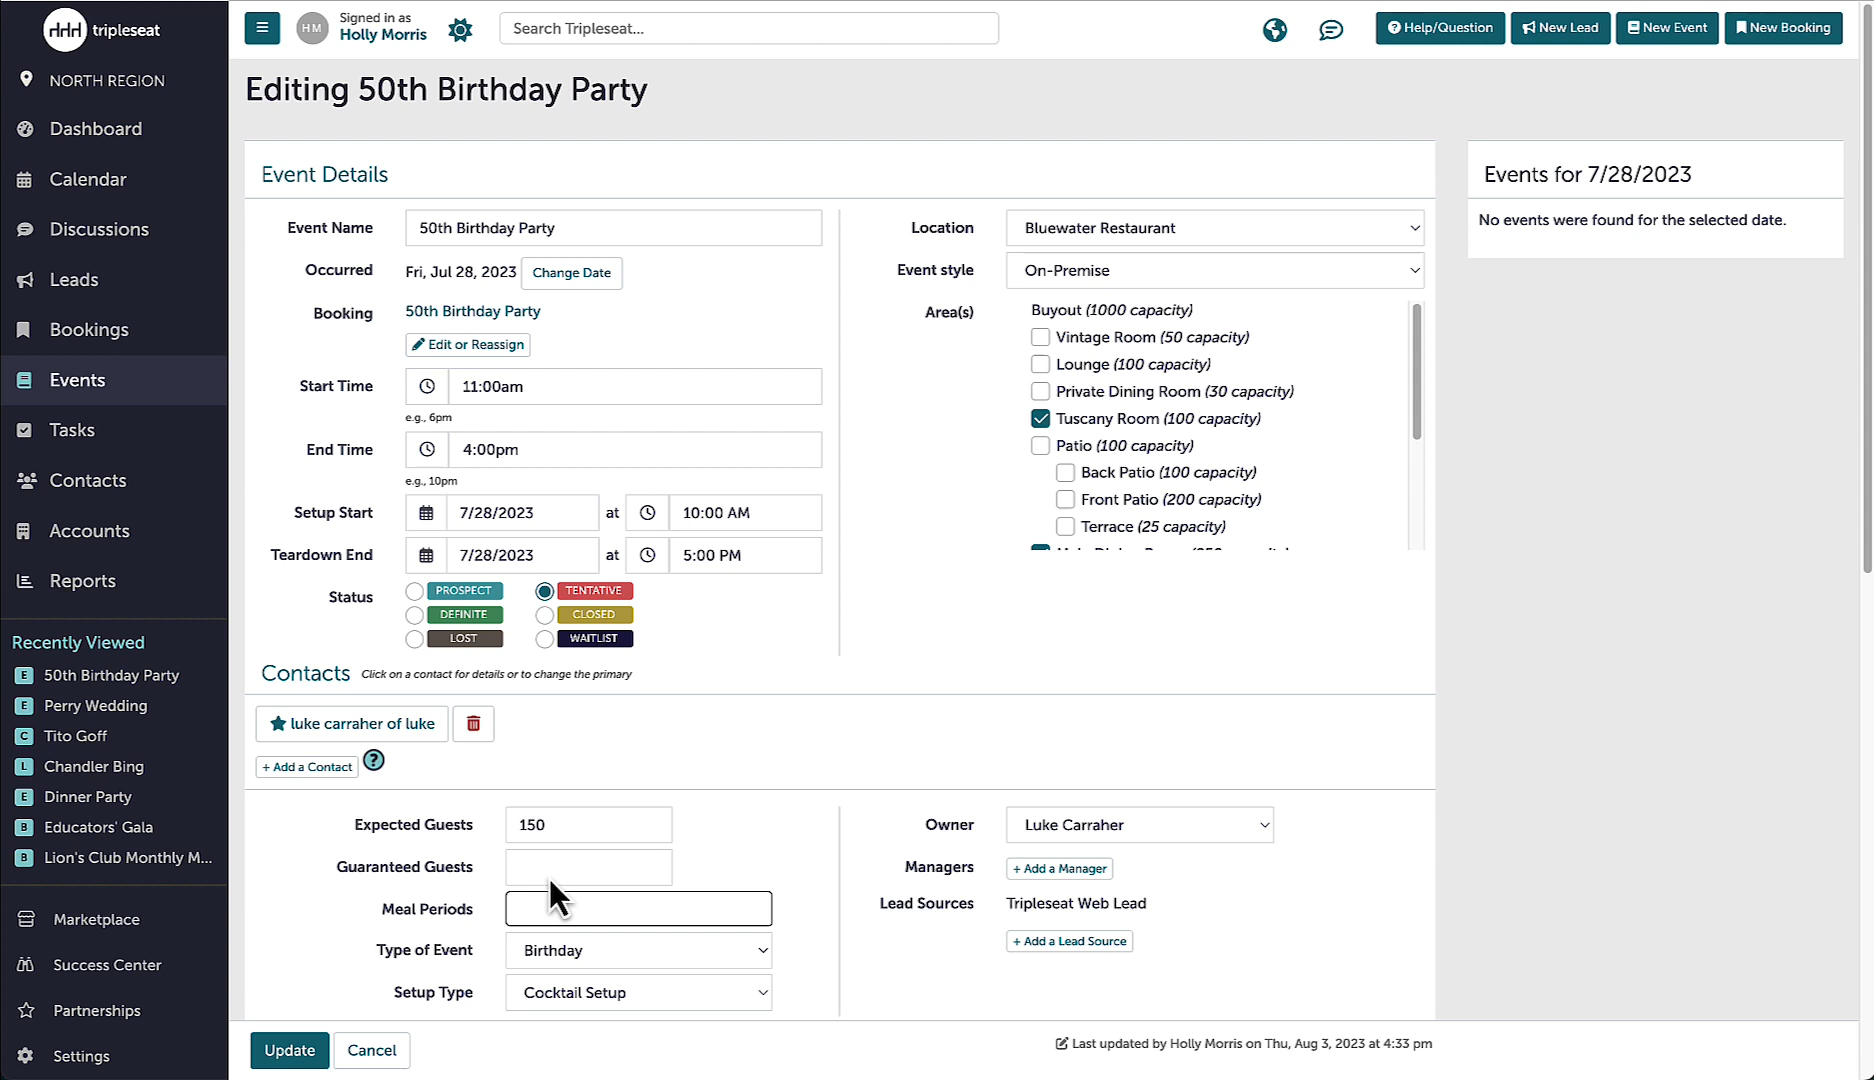 tripleseat
NORTH REGION
Dashboard
Calendar
Discussions
Leads
Bookings
Events
Tasks
Contacts
Accounts
Reports
Recently Viewed
E 50th Birthday Party
E Perry Wedding
C Tito Goff
L Chandler Bing
E Dinner Party
B Educators' Gala
B Lion's Club Monthly M...
Marketplace
Success Center
Partnerships
Settings
HM
Signed in as
Holly Morris
Search Tripleseat...
Help/Question
New Lead
New Event
New Booking
Editing 50th Birthday Party
Event Details
Event Name 50th Birthday Party
Occurred Fri, Jul 28, 2023 Change Date
Booking 50th Birthday Party
Edit or Reassign
Start Time 11:00am
e.g., 6pm
End Time 4:00pm
e.g., 10pm
Setup Start 7/28/2023 at 10:00 AM
Teardown End 7/28/2023 at 5:00 PM
Status PROSPECT TENTATIVE
DEFINITE CLOSED
LOST WAITLIST
Location Bluewater Restaurant
Event style On-Premise
Area(s) Buyout (1000 capacity)
Vintage Room (50 capacity)
Lounge (100 capacity)
Private Dining Room (30 capacity)
Tuscany Room (100 capacity)
Patio (100 capacity)
Back Patio (100 capacity)
Front Patio (200 capacity)
Terrace (25 capacity)
Contacts Click on a contact for details or to change the primary
luke carraher of luke
+ Add a Contact ?
Expected Guests 150
Guaranteed Guests
Meal Periods
Type of Event Birthday
Setup Type Cocktail Setup
Owner Luke Carraher
Managers + Add a Manager
Lead Sources Tripleseat Web Lead
+ Add a Lead Source
Update Cancel
Last updated by Holly Morris on Thu, Aug 3, 2023 at 4:33 pm
Events for 7/28/2023
No events were found for the selected date.